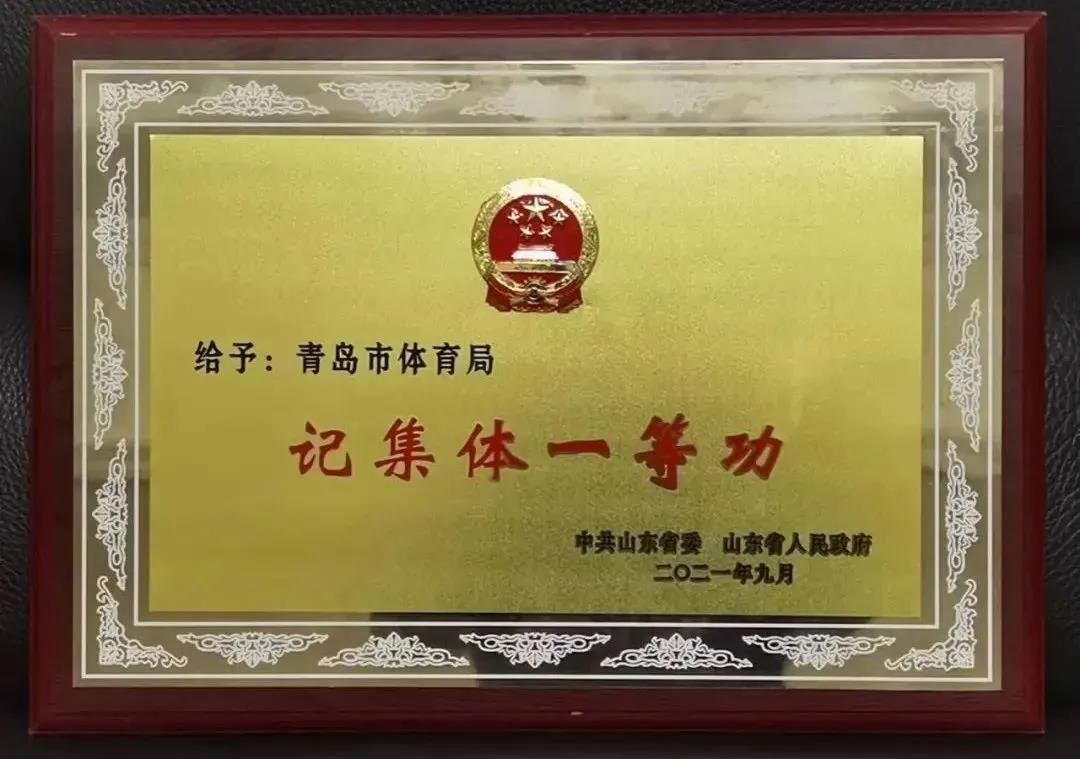 给予：青岛市体育局
记集体一等功
中共山东省委 山东省人民政府
二〇二一年九月